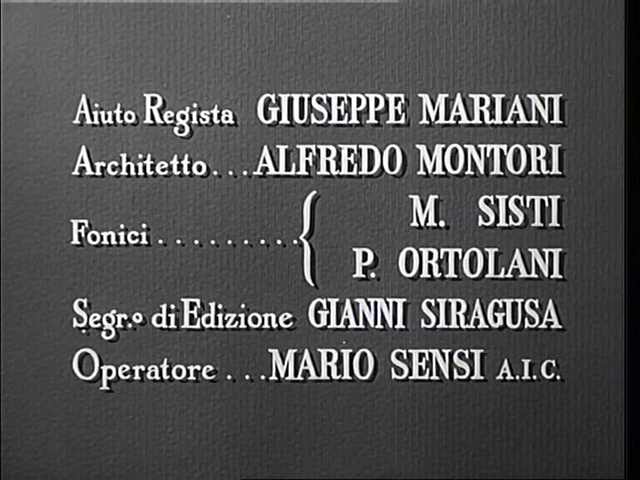 Aiuto Regista GIUSEPPE MARIANI
Architetto...ALFREDO MONTORI
Fonici.........{ M. SISTI
P. ORTOLANI
Segr.º di Edizione GIANNI SIRAGUSA
Operatore ...MARIO SENSI A.I.C.